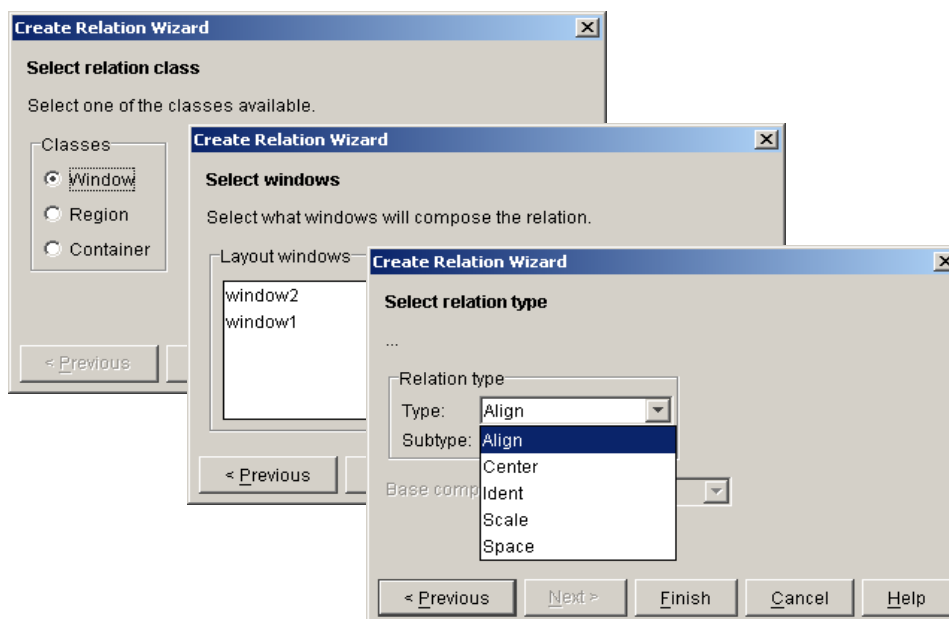 Create Relation Wizard
Select relation class
Select one of the classes available.
Classes
Window
Region
Container
< Previous
Create Relation Wizard
Select windows
Select what windows will compose the relation.
Layout windows
window2
window1
< Previous
Create Relation Wizard
Select relation type
...
Relation type
Type: Align
Subtype: Align
Center
Base comp
Ident
Scale
Space
< Previous Next > Finish Cancel Help